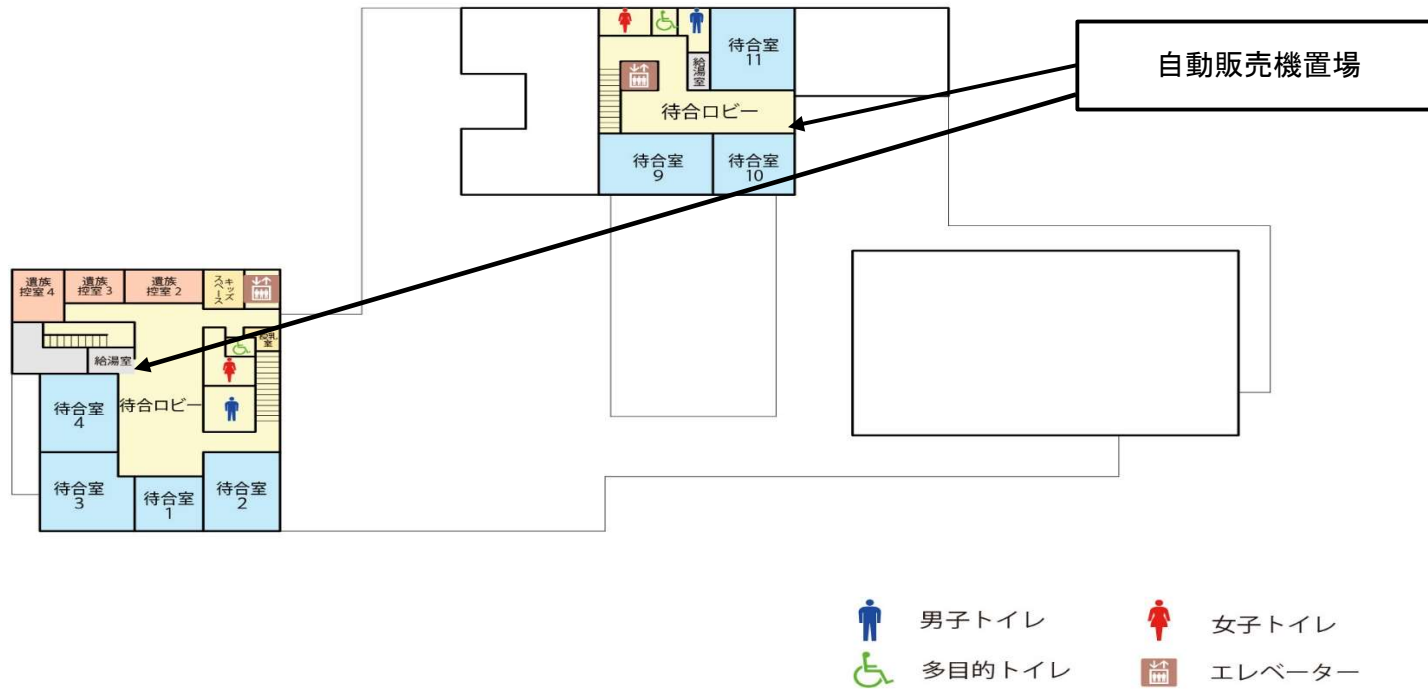 自動販売機置場
待合室
11
給湯室
待合ロビー
待合室
9
待合室
10
遺族
控室 4
遺族
控室 3
遺族
控室 2
キッズ
スペース
授乳室
給湯室
待合室
4
待合ロビー
待合室
3
待合室
1
待合室
2
男子トイレ
女子トイレ
多目的トイレ
エレベーター